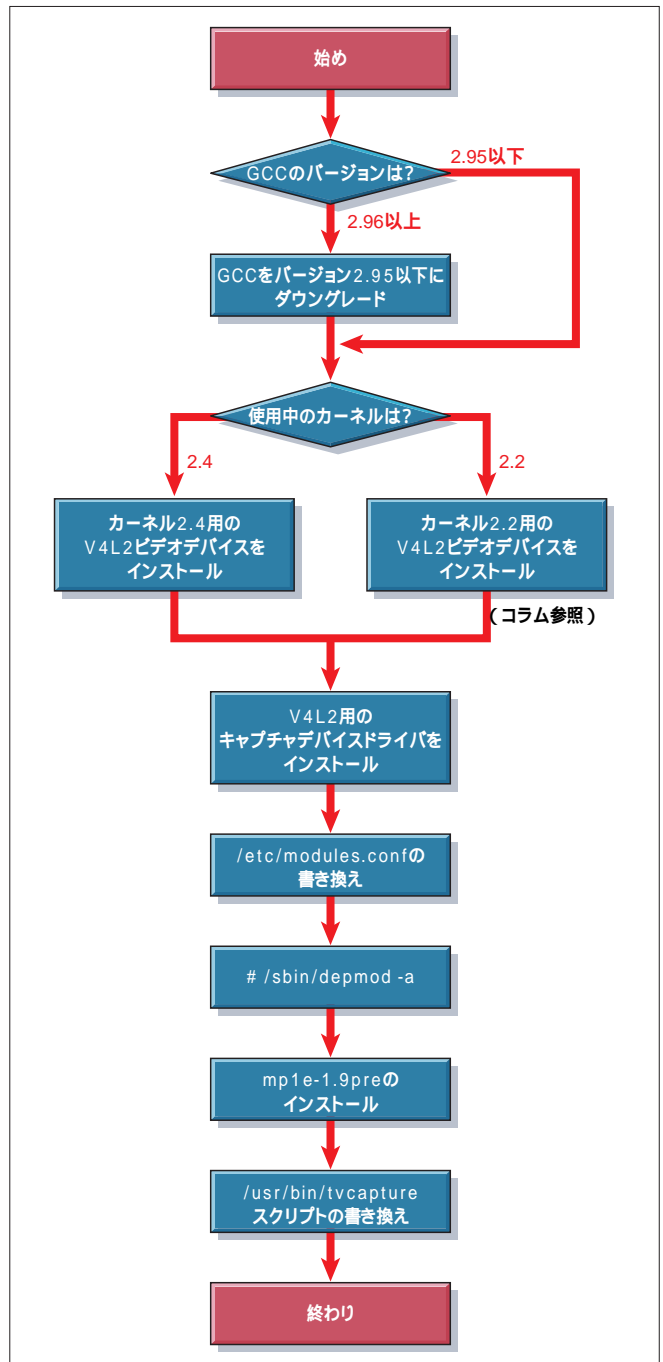 始め
GCCのバージョンは?
2.95以下
2.96以上
GCCをバージョン2.95以下に
ダウングレード
使用中のカーネルは?
2.4
2.2
カーネル2.4用の
V4L2ビデオデバイスを
インストール
カーネル2.2用の
V4L2ビデオデバイスを
インストール
(コラム参照)
V4L2用の
キャプチャデバイスドライバを
インストール
/etc/modules.confの
書き換え
# /sbin/depmod -a
mp1e-1.9preの
インストール
/usr/bin/tvcapture
スクリプトの書き換え
終わり